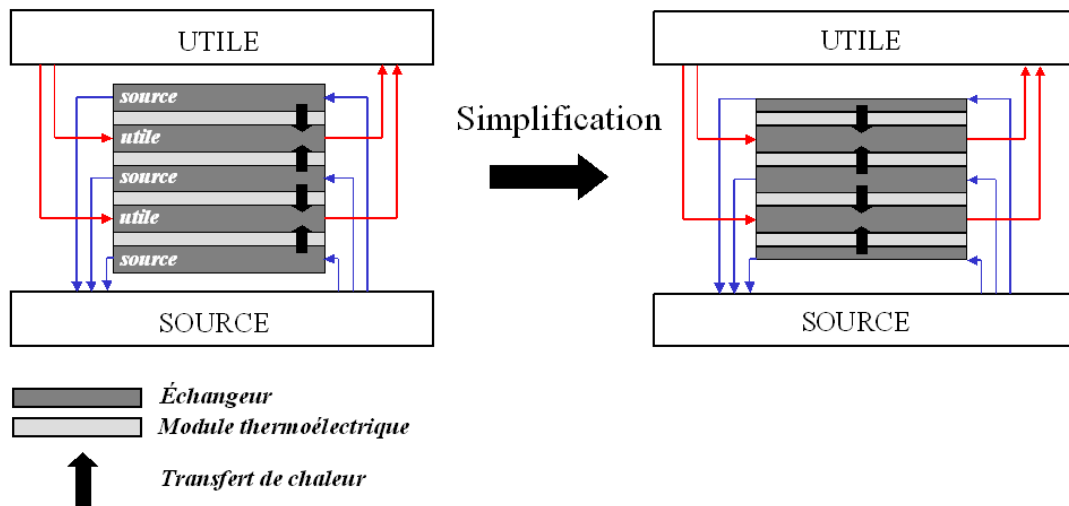 UTILE
source
utile
source
utile
source
SOURCE
Simplification
UTILE
SOURCE
Échangeur
Module thermoélectrique
Transfert de chaleur